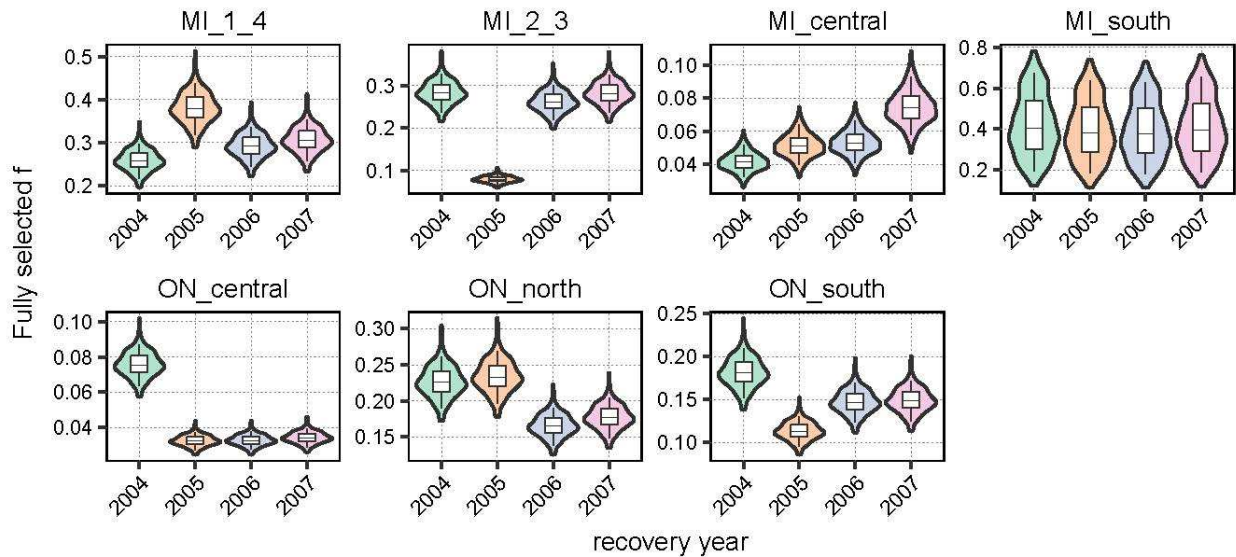 MI_1_4 MI_2_3 MI_central MI_south
0.5 0.4 0.3 0.2
0.3 0.2 0.1
0.10 0.08 0.06 0.04
0.8 0.6 0.4 0.2
2004 2005 2006 2007 2004 2005 2006 2007 2004 2005 2006 2007 2004 2005 2006 2007
Fully selected f
ON_central ON_north ON_south
0.10 0.08 0.06 0.04
0.30 0.25 0.20 0.15
0.25 0.20 0.15 0.10
2004 2005 2006 2007 2004 2005 2006 2007 2004 2005 2006 2007
recovery year